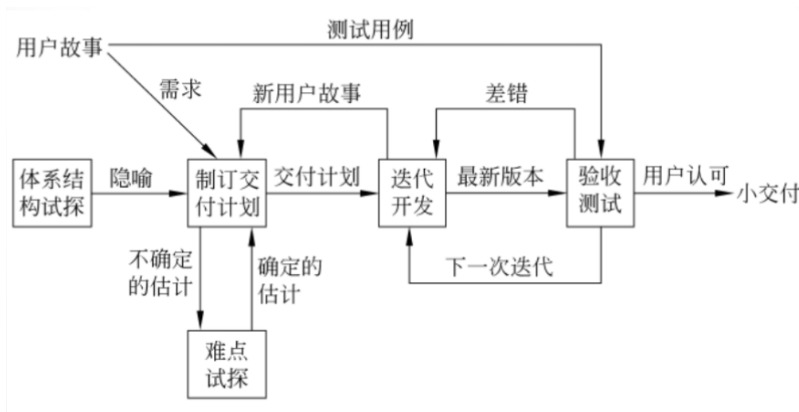 测试用例
用户故事
需求
新用户故事
差错
体系结
构试探
隐喻
制订交
付计划
交付计划
迭代
开发
最新版本
验收
测试
用户认可
小交付
不确定
的估计
确定的
估计
下一次迭代
难点
试探